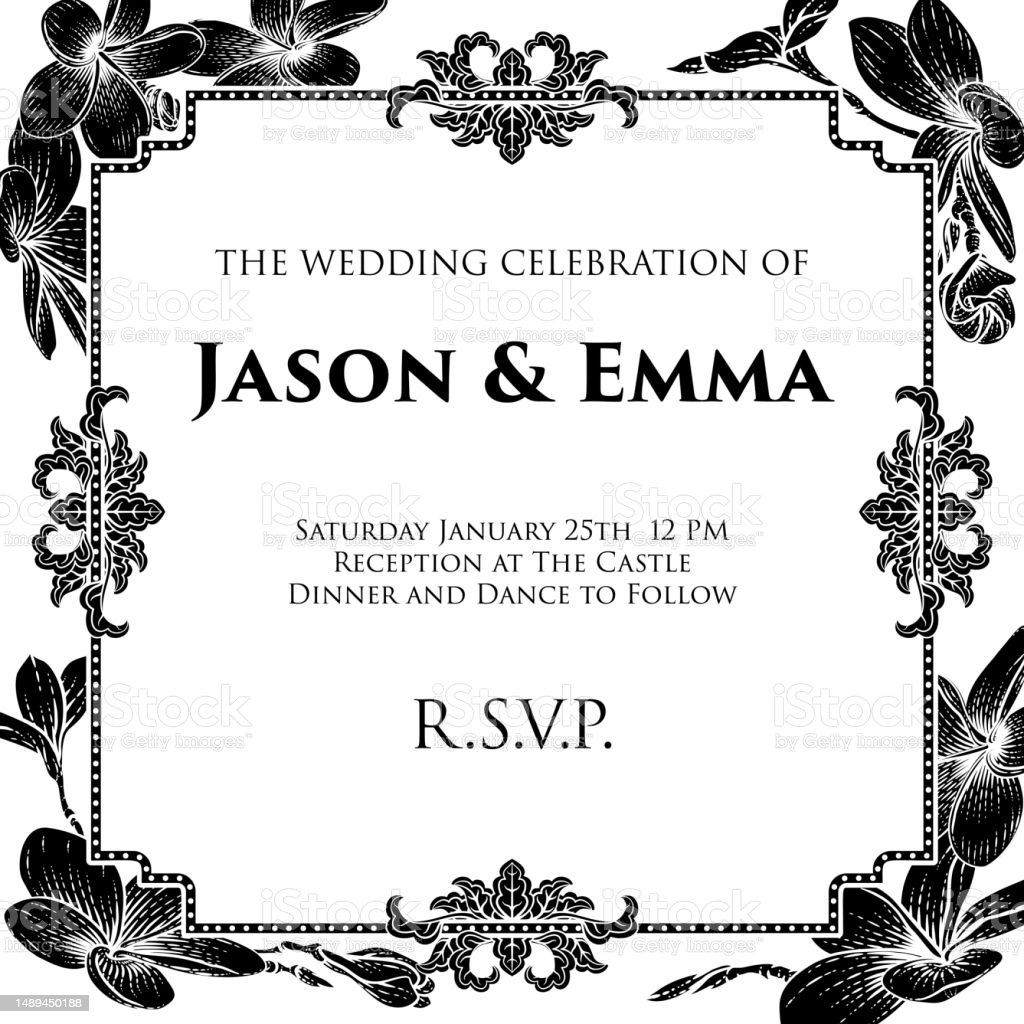 THE WEDDING CELEBRATION OF
JASON & EMMA
SATURDAY JANUARY 25TH 12 PM
RECEPTION AT THE CASTLE
DINNER AND DANCE TO FOLLOW
R.S.V.P.
iStock
by Getty Images™
1489450188